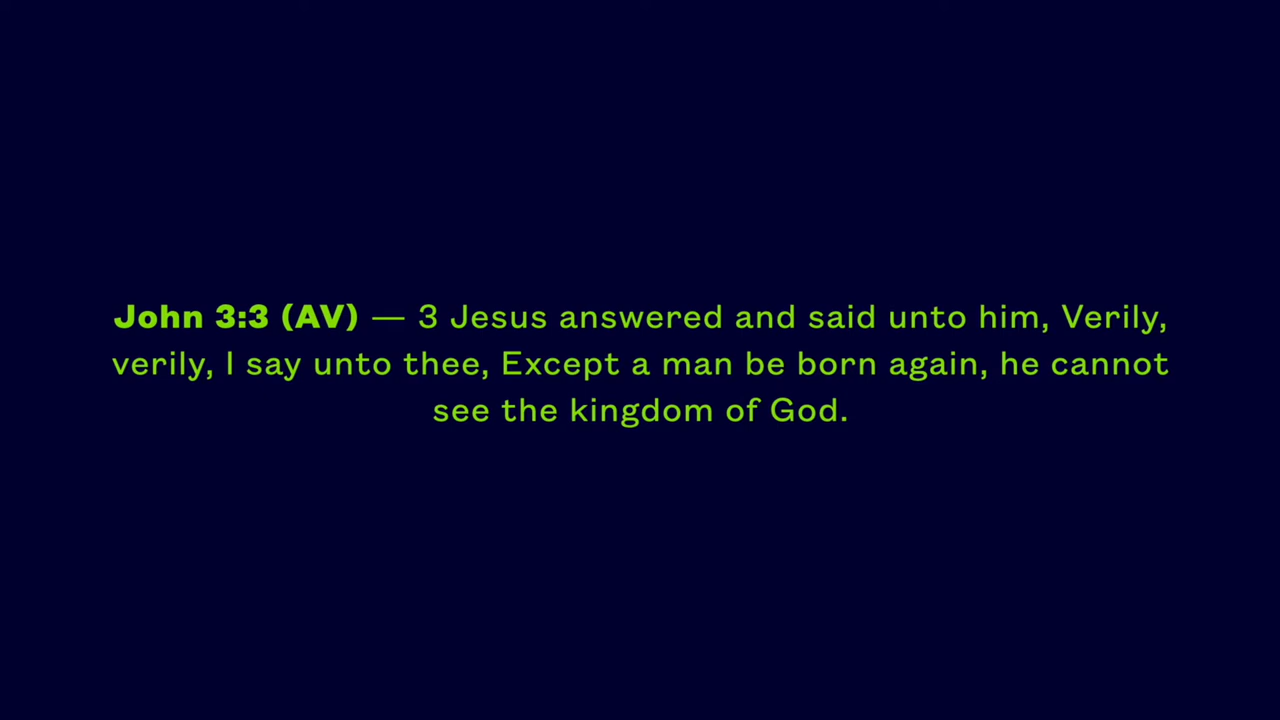 John 3:3 (AV) — 3 Jesus answered and said unto him, Verily,
verily, I say unto thee, Except a man be born again, he cannot
see the kingdom of God.